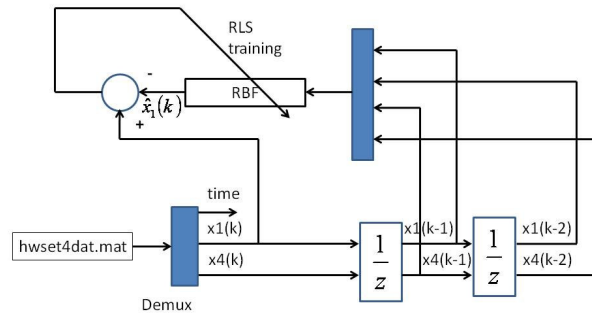 RLS
training
-
RBF
x̂₁(k)
+
time
x1(k)
x1(k-1)
x1(k-2)
hwset4dat.mat
1
z
1
z
x4(k)
x4(k-1)
x4(k-2)
Demux